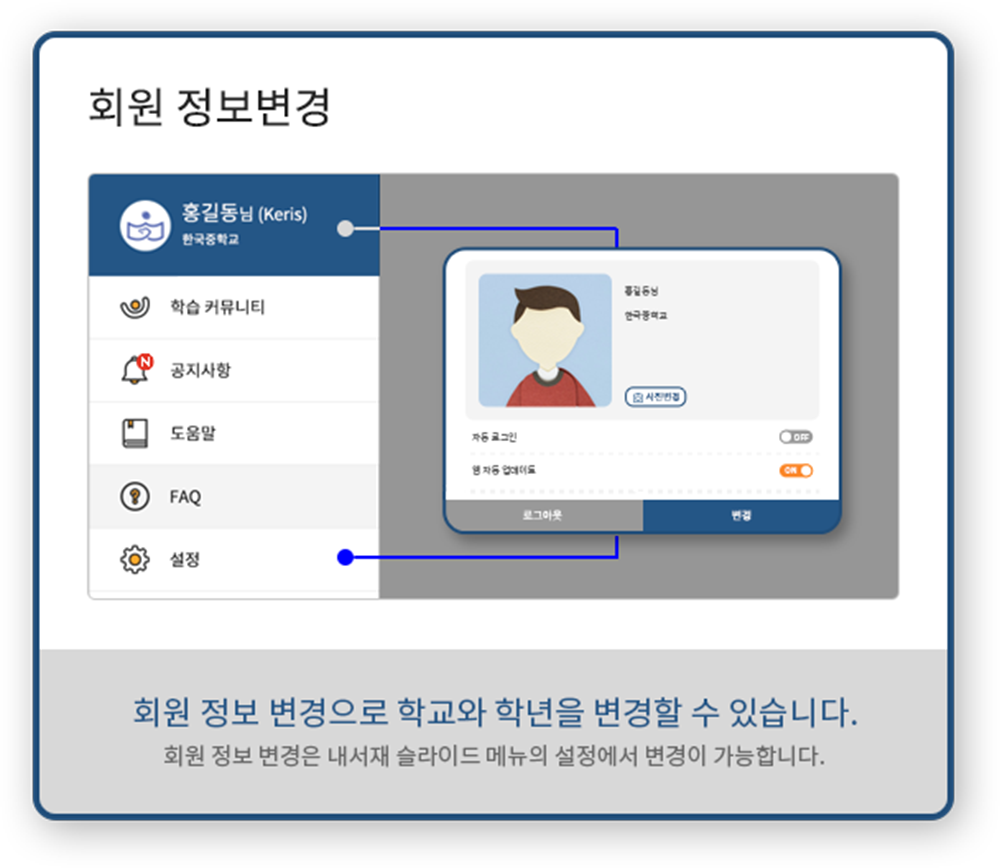 회원 정보변경
홍길동님 (Keris)
한국중학교
학습 커뮤니티
N
공지사항
도움말
FAQ
설정
홍길동님
한국중학교
사진변경
자동 로그인
OFF
앱 자동 업데이트
ON
로그아웃
변경
회원 정보 변경으로 학교와 학년을 변경할 수 있습니다.
회원 정보 변경은 내서재 슬라이드 메뉴의 설정에서 변경이 가능합니다.